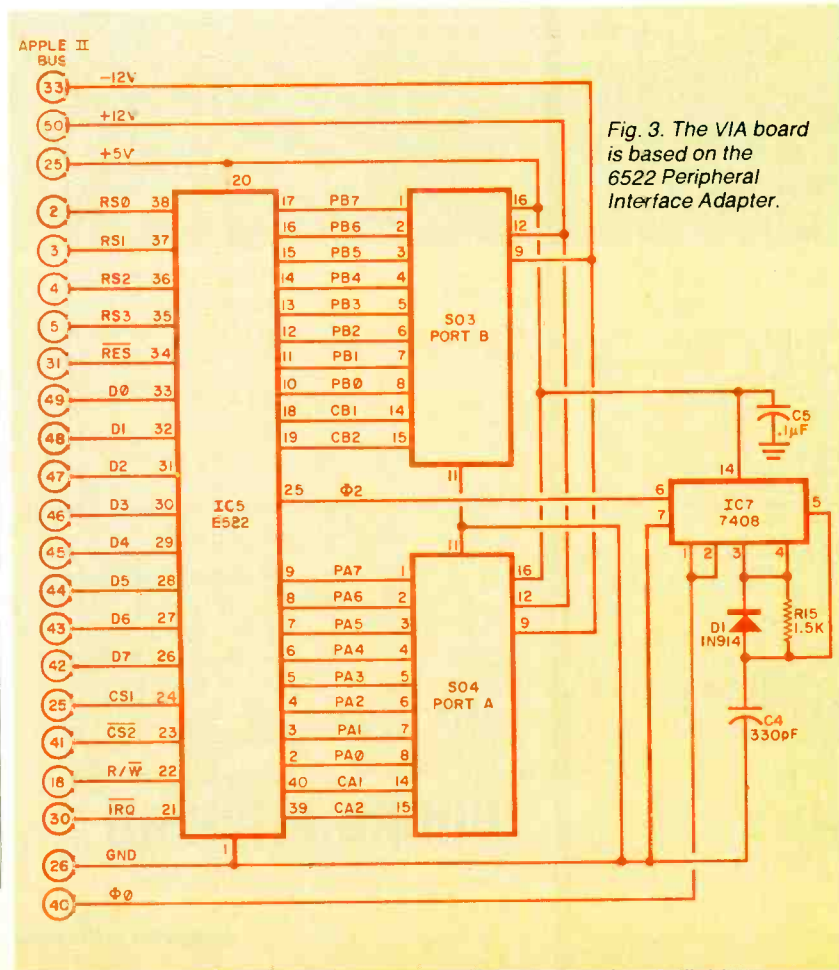 APPLE II
BUS
33 -12V
50 +12V
25 +5V
Fig. 3. The VIA board
is based on the
6522 Peripheral
Interface Adapter.
20
2 RS0 38
3 RS1 37
4 RS2 36
5 RS3 35
31 RES 34
49 DØ 33
48 D1 32
47 D2 31
46 D3 30
45 D4 29
44 D5 28
43 D6 27
42 D7 26
25 CS1 24
41 CS2 23
18 R/W 22
30 IRQ 21
26 GND
40 ΦØ
IC5
E522
1
17 PB7 1
16 PB6 2
15 PB5 3
14 PB4 4
13 PB3 5
12 PB2 6
11 PB1 7
10 PBØ 8
18 CB1 14
19 CB2 15
SO3
PORT B
16
12
9
11
25 Φ2 6
9 PA7 1
8 PA6 2
7 PA5 3
6 PA4 4
5 PA3 5
4 PA2 6
3 PA1 7
2 PAØ 8
40 CA1 14
39 CA2 15
11
SO4
PORT A
16
12
9
C5
.1µF
14
7
IC7
7408
5
1 2 3 4
D1
1N914
R15
1.5K
C4
330pF